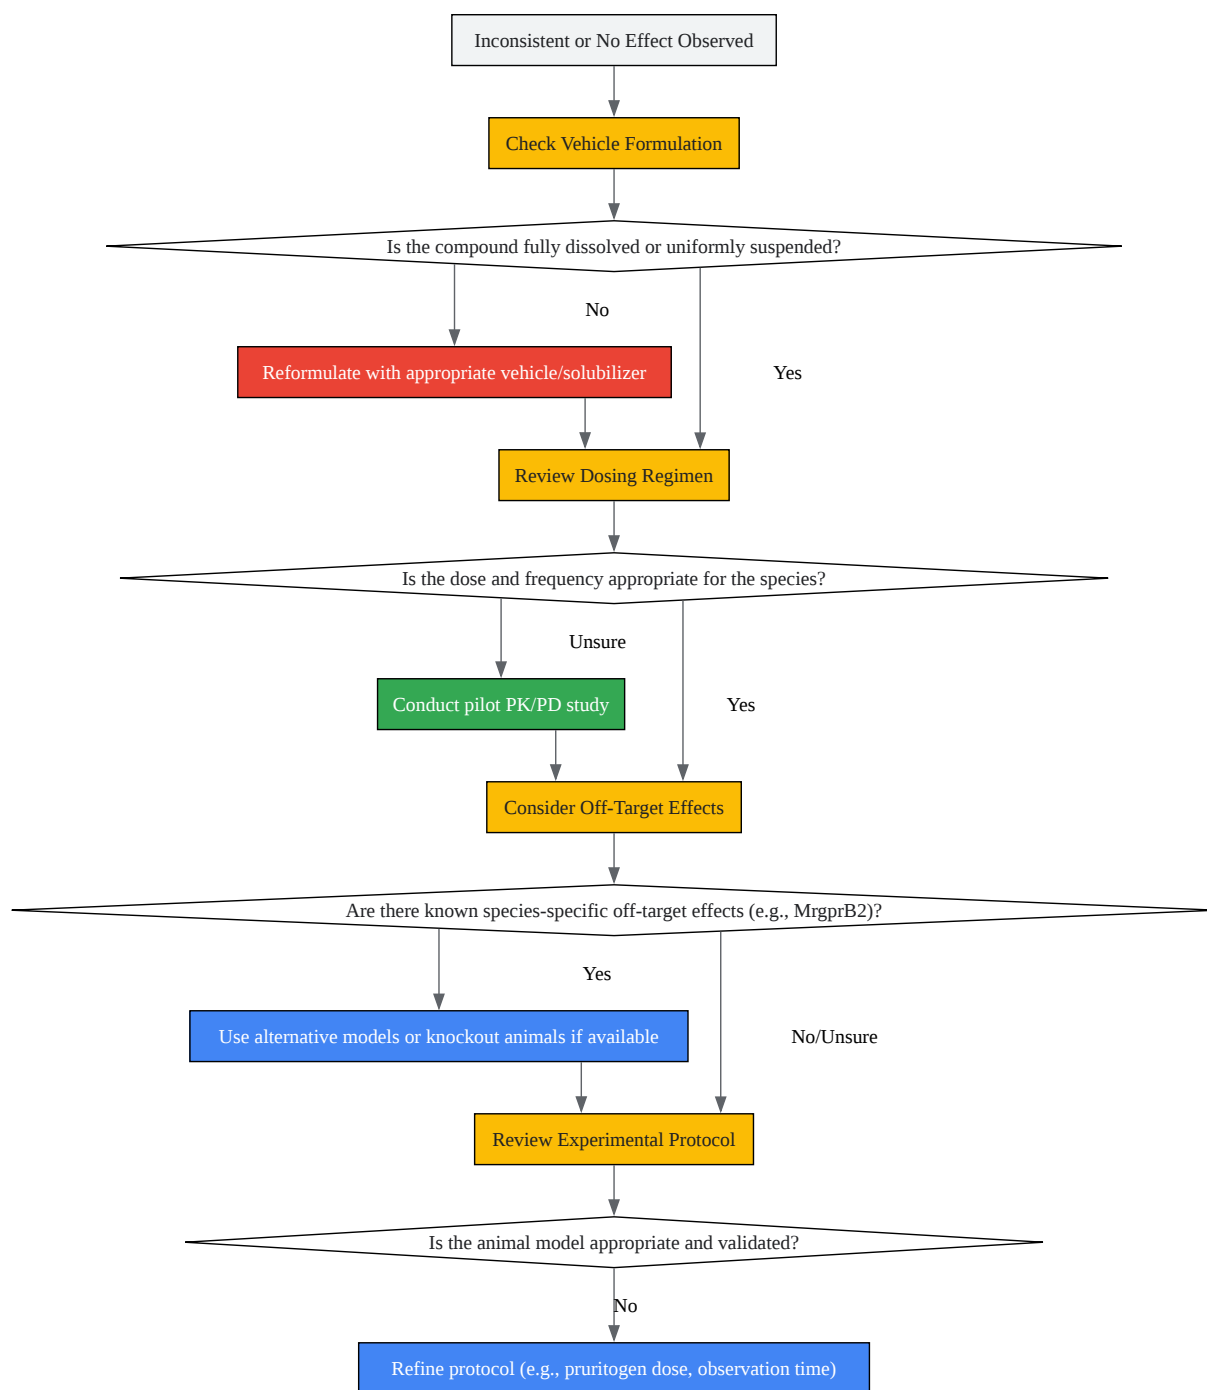 Inconsistent or No Effect Observed
Check Vehicle Formulation
Is the compound fully dissolved or uniformly suspended?
No
Reformulate with appropriate vehicle/solubilizer
Yes
Review Dosing Regimen
Is the dose and frequency appropriate for the species?
Unsure
Conduct pilot PK/PD study
Yes
Consider Off-Target Effects
Are there known species-specific off-target effects (e.g., MrgprB2)?
Yes
Use alternative models or knockout animals if available
No/Unsure
Review Experimental Protocol
Is the animal model appropriate and validated?
No
Refine protocol (e.g., pruritogen dose, observation time)